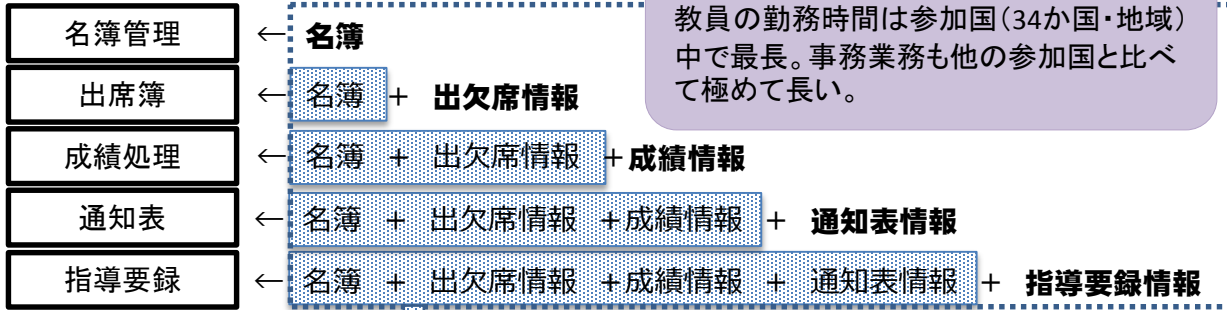 教員の勤務時間は参加国（34か国・地域）
中で最長。事務業務も他の参加国と比べ
て極めて長い。
名簿管理 ← 名簿
出席簿 ← 名簿 + 出欠席情報
成績処理 ← 名簿 + 出欠席情報 +成績情報
通知表 ← 名簿 + 出欠席情報 +成績情報 + 通知表情報
指導要録 ← 名簿 + 出欠席情報 +成績情報 + 通知表情報 + 指導要録情報